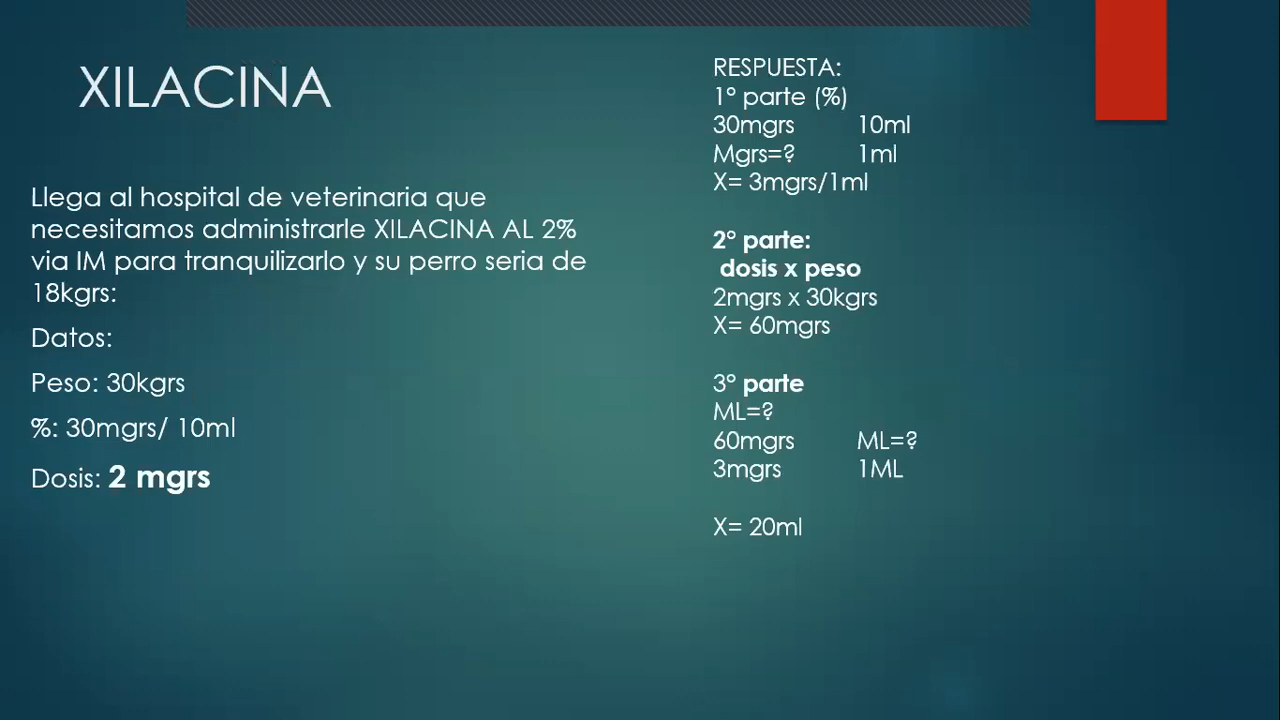 XILACINA
Llega al hospital de veterinaria que
necesitamos administrarle XILACINA AL 2%
via IM para tranquilizarlo y su perro seria de
18kgrs:
Datos:
Peso: 30kgrs
%: 30mgrs/ 10ml
Dosis: 2 mgrs
RESPUESTA:
1° parte (%)
30mgrs 10ml
Mgrs=? 1ml
X= 3mgrs/1ml
2° parte:
dosis x peso
2mgrs x 30kgrs
X= 60mgrs
3° parte
ML=?
60mgrs ML=?
3mgrs 1ML
X= 20ml